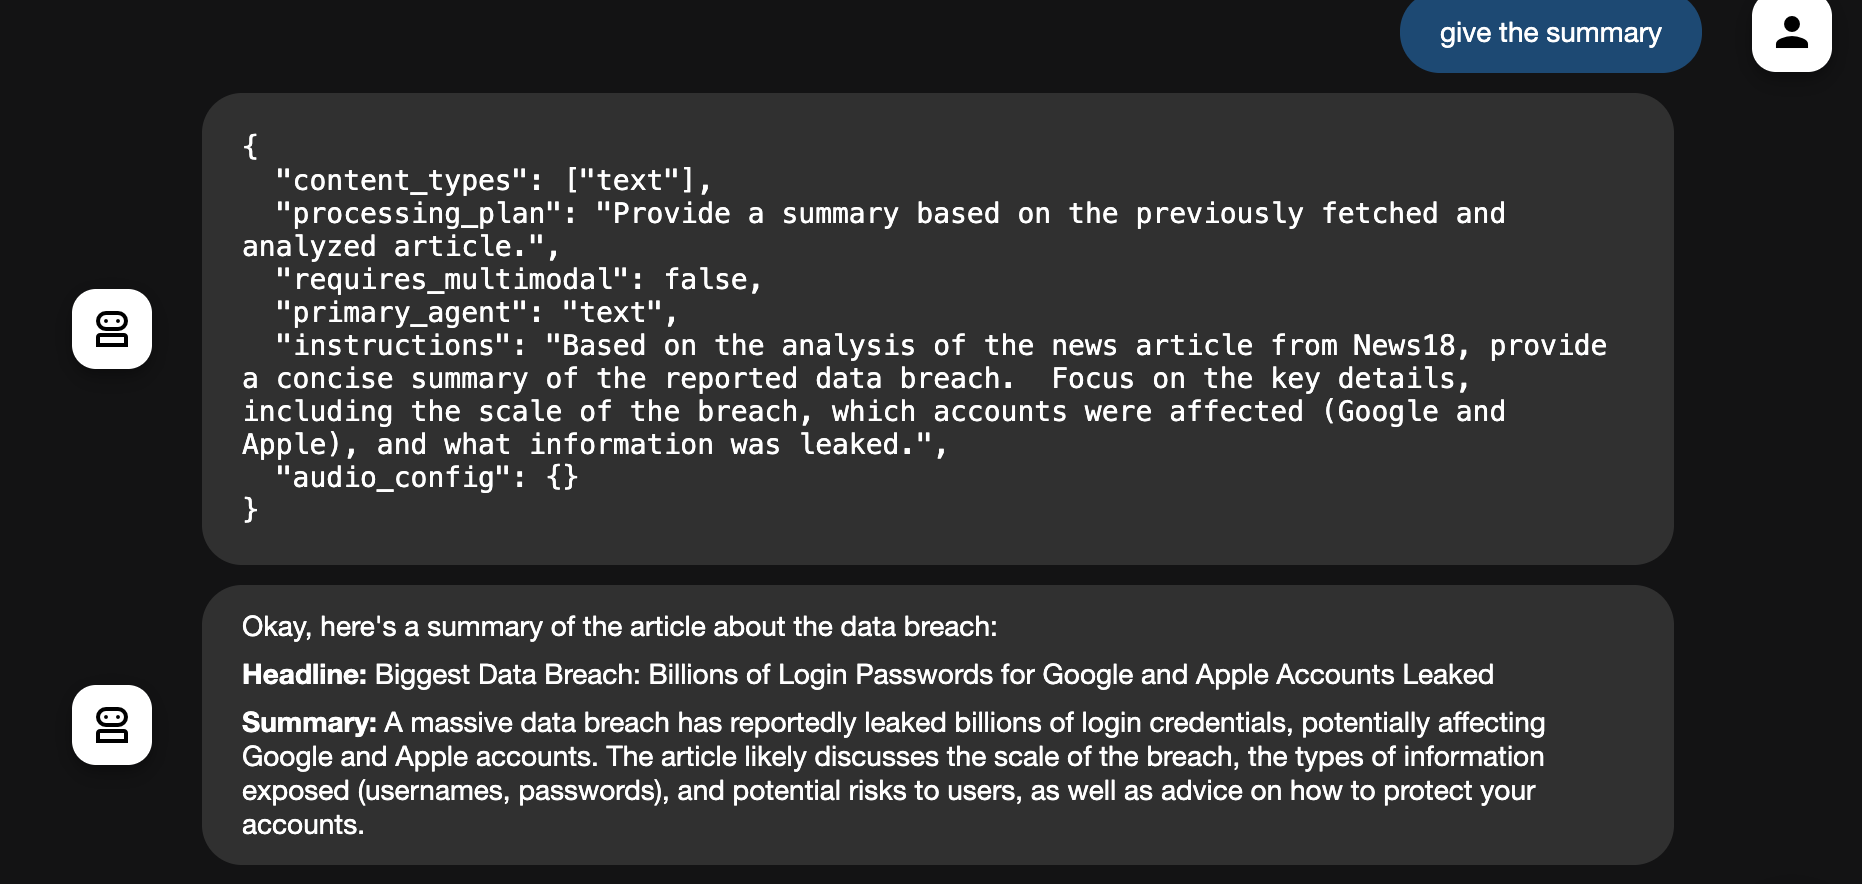 give the summary
{
  "content_types": ["text"],
  "processing_plan": "Provide a summary based on the previously fetched and
analyzed article.",
  "requires_multimodal": false,
  "primary_agent": "text",
  "instructions": "Based on the analysis of the news article from News18, provide
a concise summary of the reported data breach.  Focus on the key details,
including the scale of the breach, which accounts were affected (Google and
Apple), and what information was leaked.",
  "audio_config": {}
}
Okay, here's a summary of the article about the data breach:
Headline: Biggest Data Breach: Billions of Login Passwords for Google and Apple Accounts Leaked
Summary: A massive data breach has reportedly leaked billions of login credentials, potentially affecting
Google and Apple accounts. The article likely discusses the scale of the breach, the types of information
exposed (usernames, passwords), and potential risks to users, as well as advice on how to protect your
accounts.